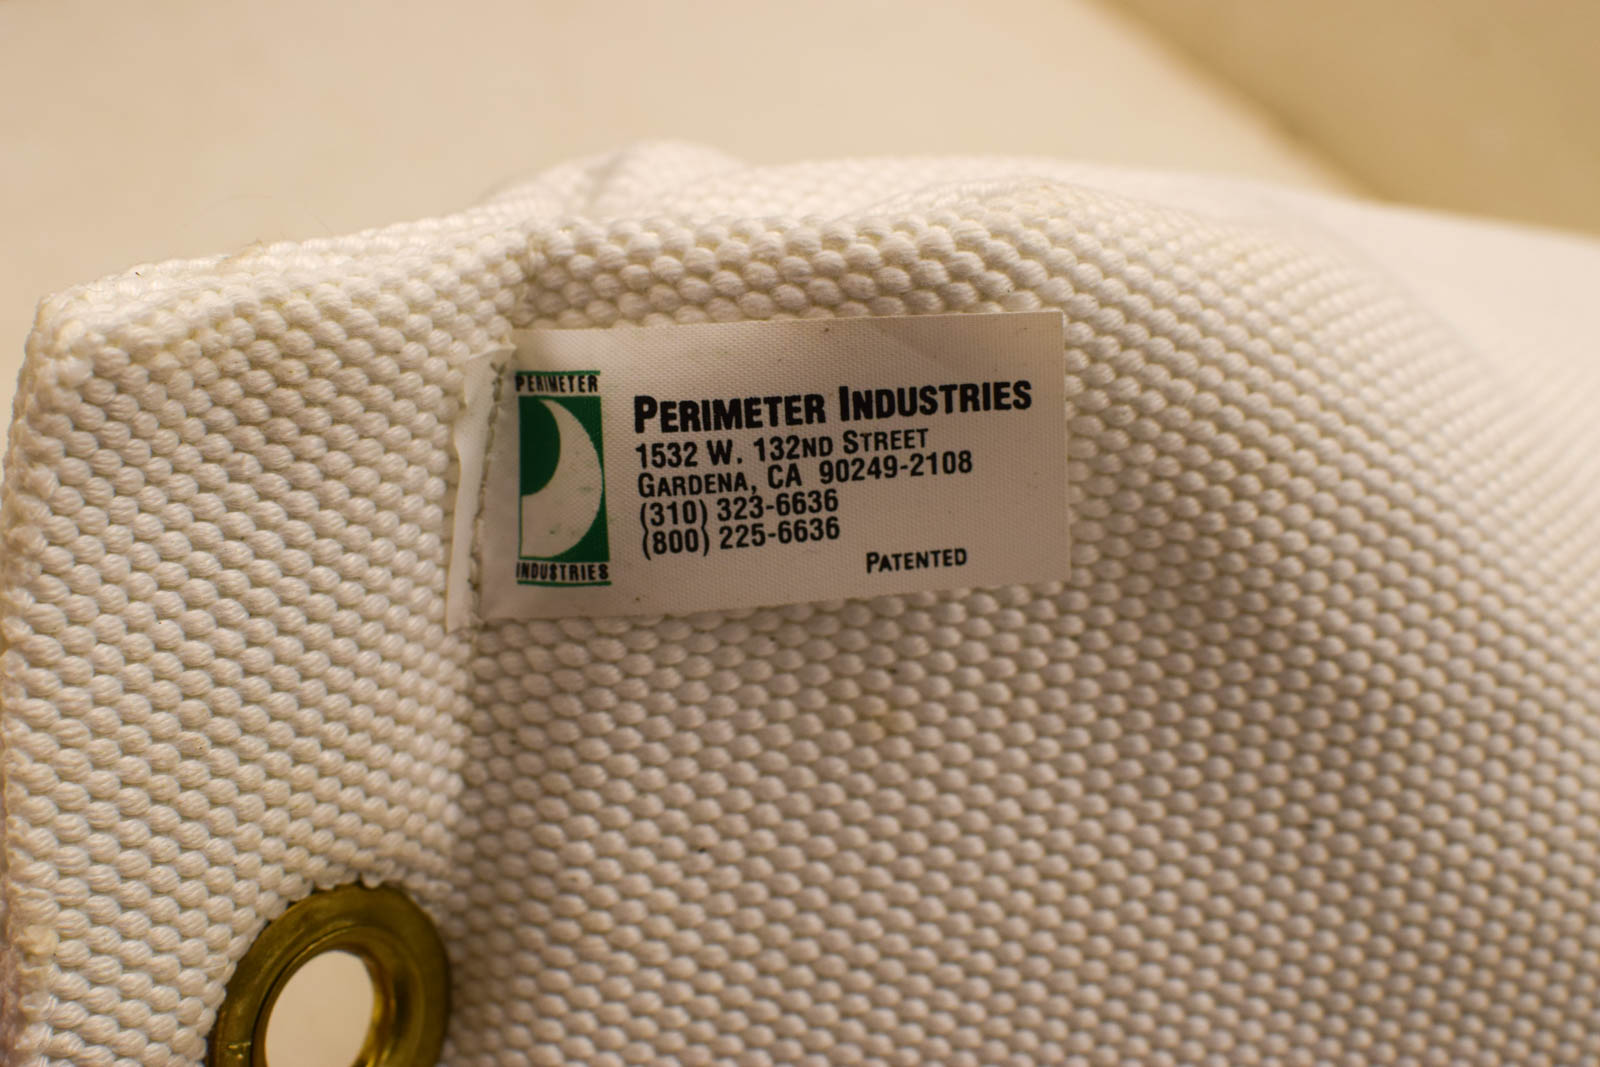 PERIMETER
INDUSTRIES
PERIMETER INDUSTRIES
1532 W. 132ND STREET
GARDENA, CA 90249-2108
(310) 323-6636
(800) 225-6636
PATENTED